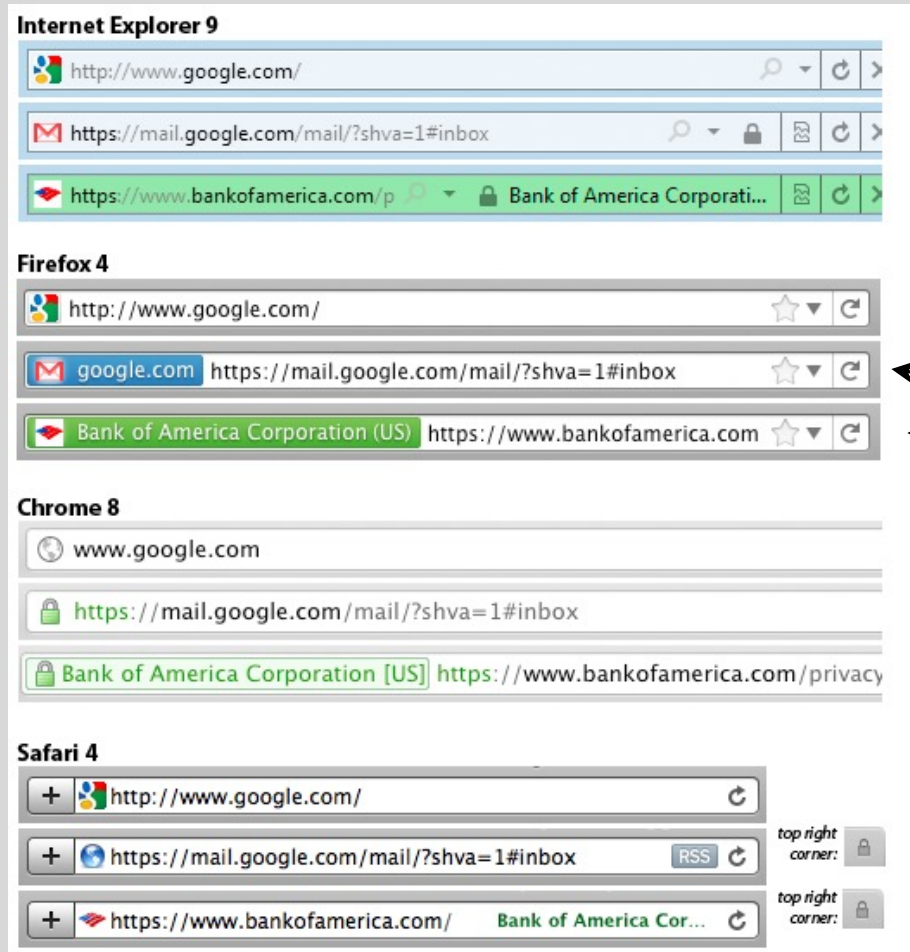 Internet Explorer 9
http://www.google.com/
https://mail.google.com/mail/?shva=1#inbox
https://www.bankofamerica.com/p Bank of America Corporati...
Firefox 4
http://www.google.com/
google.com https://mail.google.com/mail/?shva=1#inbox
Bank of America Corporation (US) https://www.bankofamerica.com
Chrome 8
www.google.com
https://mail.google.com/mail/?shva=1#inbox
Bank of America Corporation [US] https://www.bankofamerica.com/privacy
Safari 4
http://www.google.com/
https://mail.google.com/mail/?shva=1#inbox RSS
top right
corner:
https://www.bankofamerica.com/ Bank of America Cor...
top right
corner: